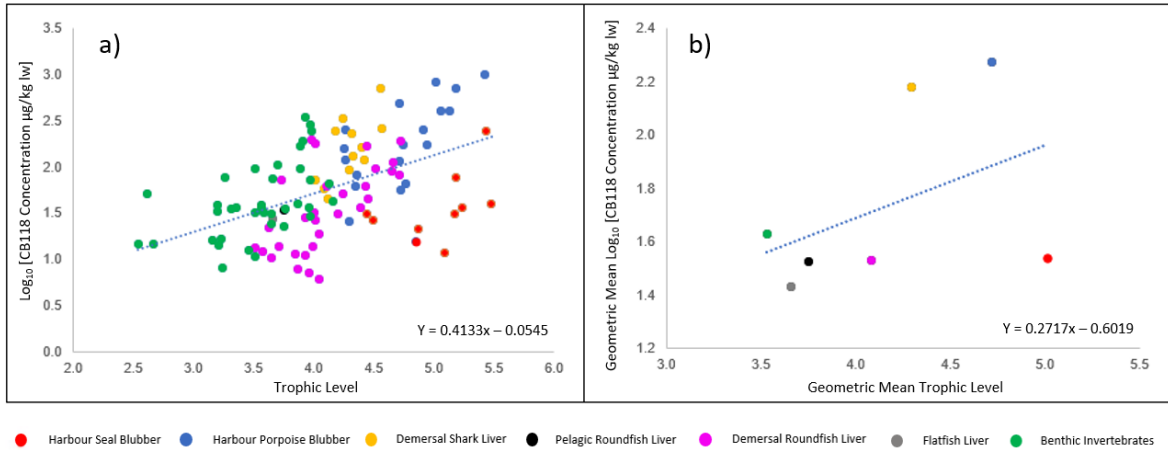 a)
Log₁₀ [CB118 Concentration µg/kg lw]
3.5
3.0
2.5
2.0
1.5
1.0
0.5
0.0
Y = 0.4133x – 0.0545
2.0 2.5 3.0 3.5 4.0 4.5 5.0 5.5 6.0
Trophic Level
b)
Geometric Mean Log₁₀ [CB118 Concentration µg/kg lw]
2.4
2.2
2.0
1.8
1.6
1.4
1.2
Y = 0.2717x – 0.6019
3.0 3.5 4.0 4.5 5.0 5.5
Geometric Mean Trophic Level
Harbour Seal Blubber Harbour Porpoise Blubber Demersal Shark Liver Pelagic Roundfish Liver Demersal Roundfish Liver Flatfish Liver Benthic Invertebrates